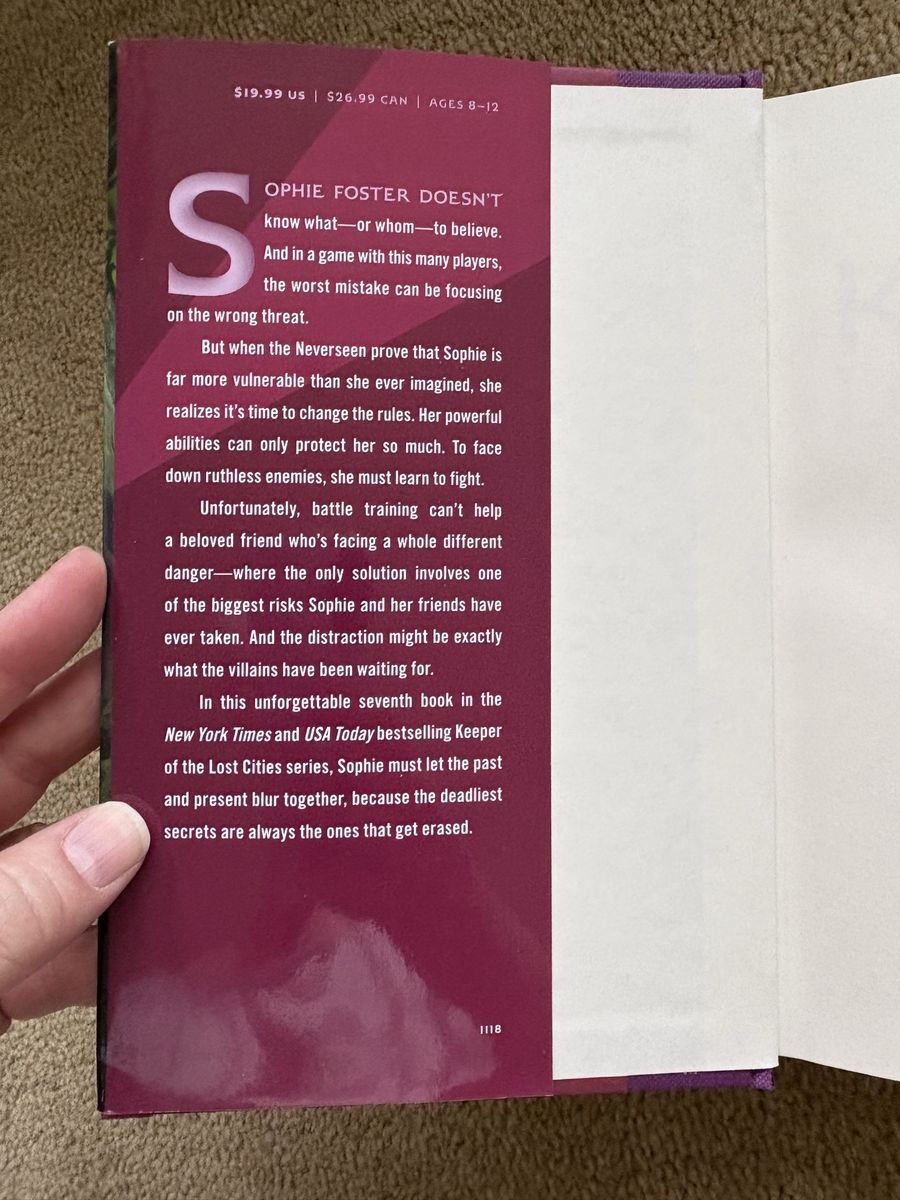 $19.99 US | $26.99 CAN | AGES 8–12
SOPHIE FOSTER DOESN'T
know what—or whom—to believe.
And in a game with this many players,
the worst mistake can be focusing
on the wrong threat.
But when the Neverseen prove that Sophie is
far more vulnerable than she ever imagined, she
realizes it's time to change the rules. Her powerful
abilities can only protect her so much. To face
down ruthless enemies, she must learn to fight.
Unfortunately, battle training can't help
a beloved friend who's facing a whole different
danger—where the only solution involves one
of the biggest risks Sophie and her friends have
ever taken. And the distraction might be exactly
what the villains have been waiting for.
In this unforgettable seventh book in the
New York Times and USA Today bestselling Keeper
of the Lost Cities series, Sophie must let the past
and present blur together, because the deadliest
secrets are always the ones that get erased.
1118